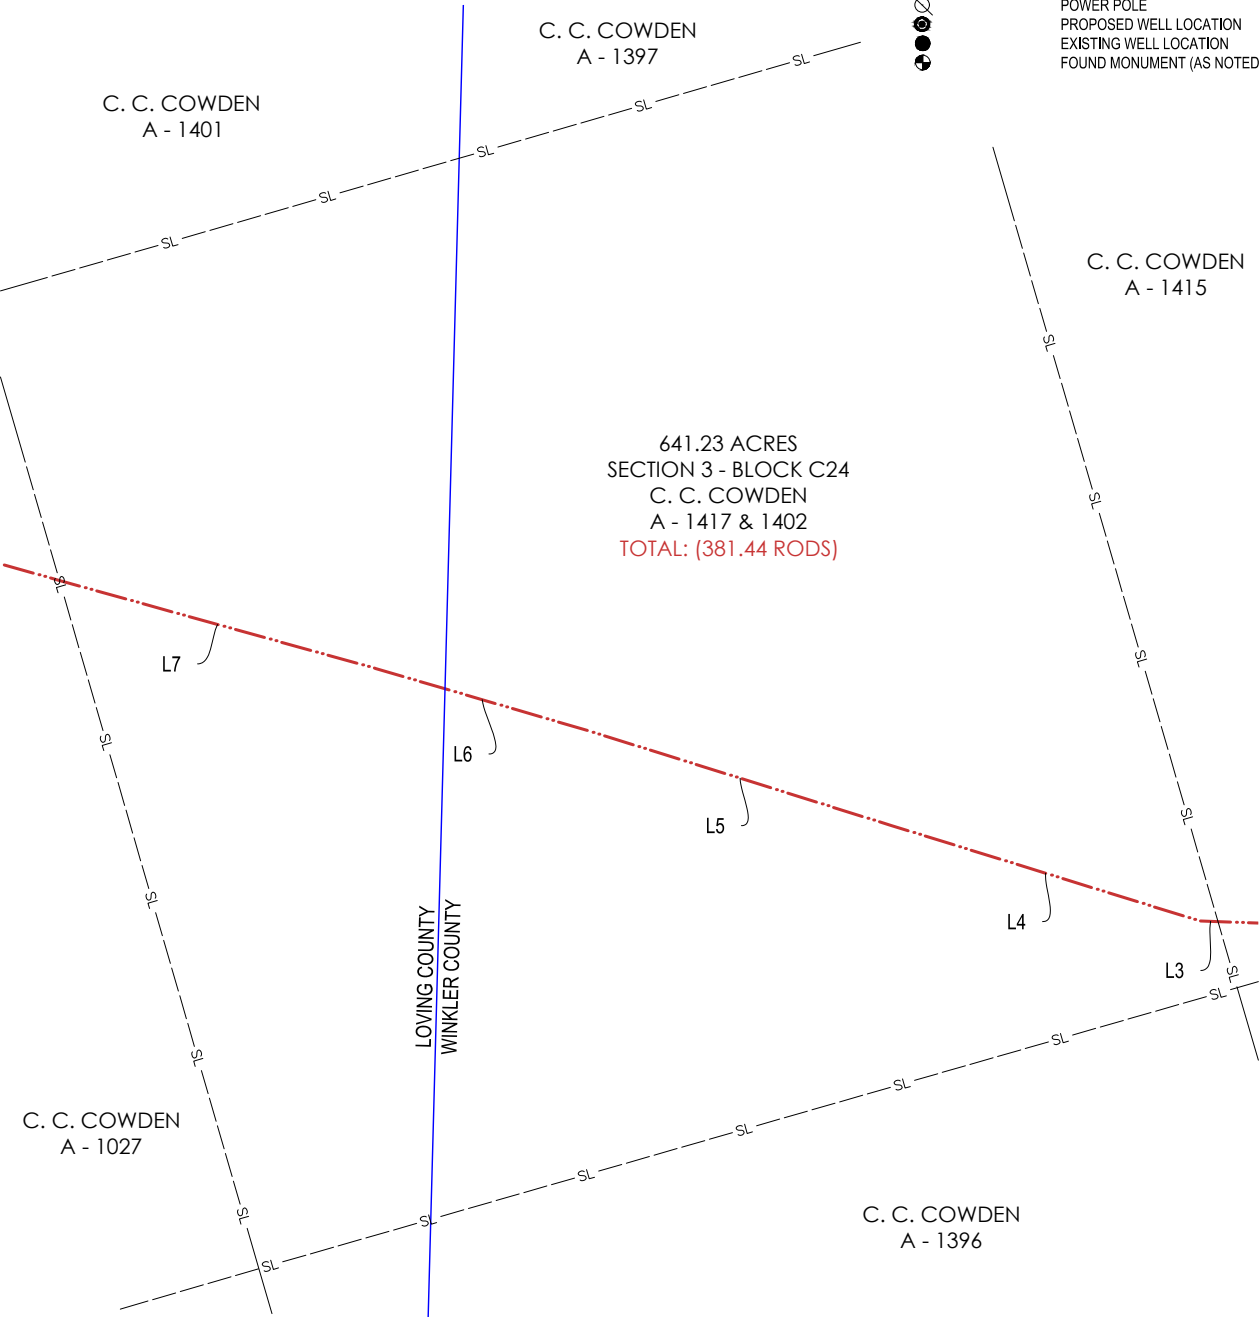 POWER POLE
PROPOSED WELL LOCATION
EXISTING WELL LOCATION
FOUND MONUMENT (AS NOTED
C. C. COWDEN
A - 1397
C. C. COWDEN
A - 1401
SL
SL
SL
SL
SL
C. C. COWDEN
A - 1415
SL
641.23 ACRES
SECTION 3 - BLOCK C24
C. C. COWDEN
A - 1417 & 1402
TOTAL: (381.44 RODS)
SL
SL
SL
L7
SL
L6
SL
L5
SL
L4
L3
LOVING COUNTY
WINKLER COUNTY
SL
SL
SL
SL
SL
SL
C. C. COWDEN
A - 1027
SL
SL
SL
SL
SL
C. C. COWDEN
A - 1396